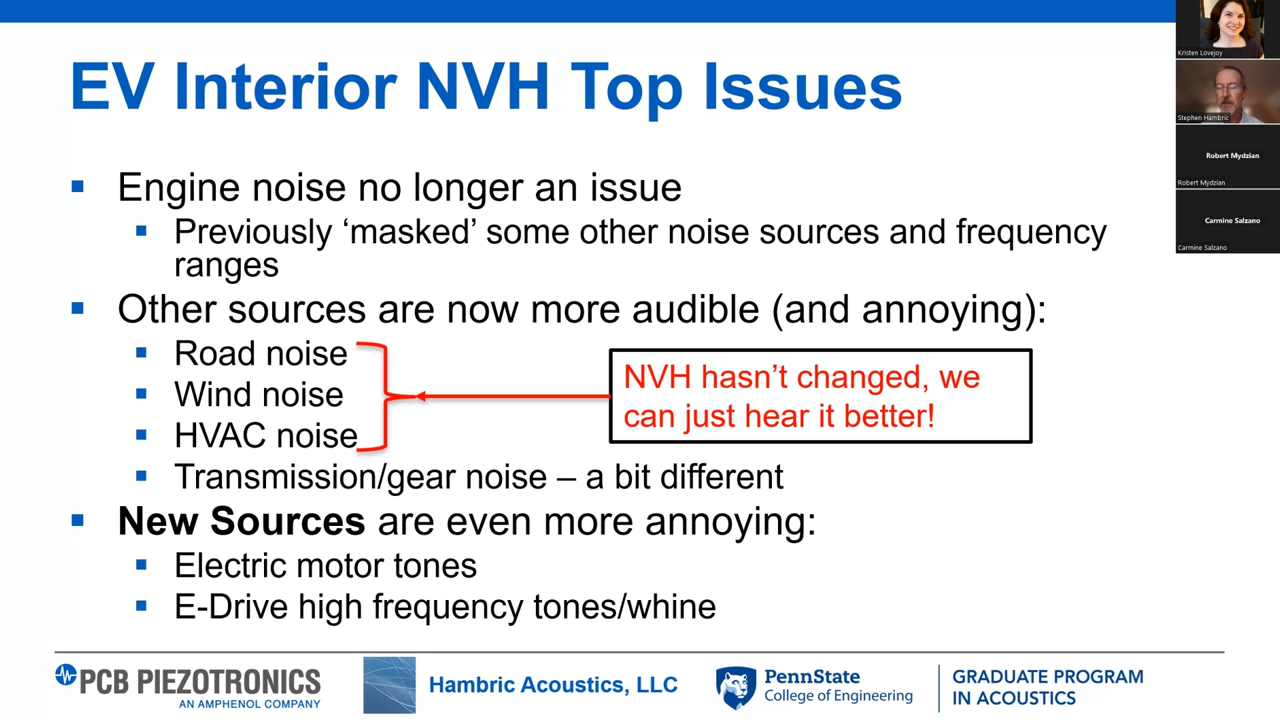 EV Interior NVH Top Issues
Engine noise no longer an issue
Previously ‘masked’ some other noise sources and frequency
ranges
Other sources are now more audible (and annoying):
Road noise
Wind noise
HVAC noise
NVH hasn’t changed, we
can just hear it better!
Transmission/gear noise – a bit different
New Sources are even more annoying:
Electric motor tones
E-Drive high frequency tones/whine
PCB PIEZOTRONICS
AN AMPHENOL COMPANY
Hambric Acoustics, LLC
PennState
College of Engineering
GRADUATE PROGRAM
IN ACOUSTICS
Kristen Lovejoy
Stephen Hambric
Robert Mydzian
Robert Mydzian
Carmine Salzano
Carmine Salzano